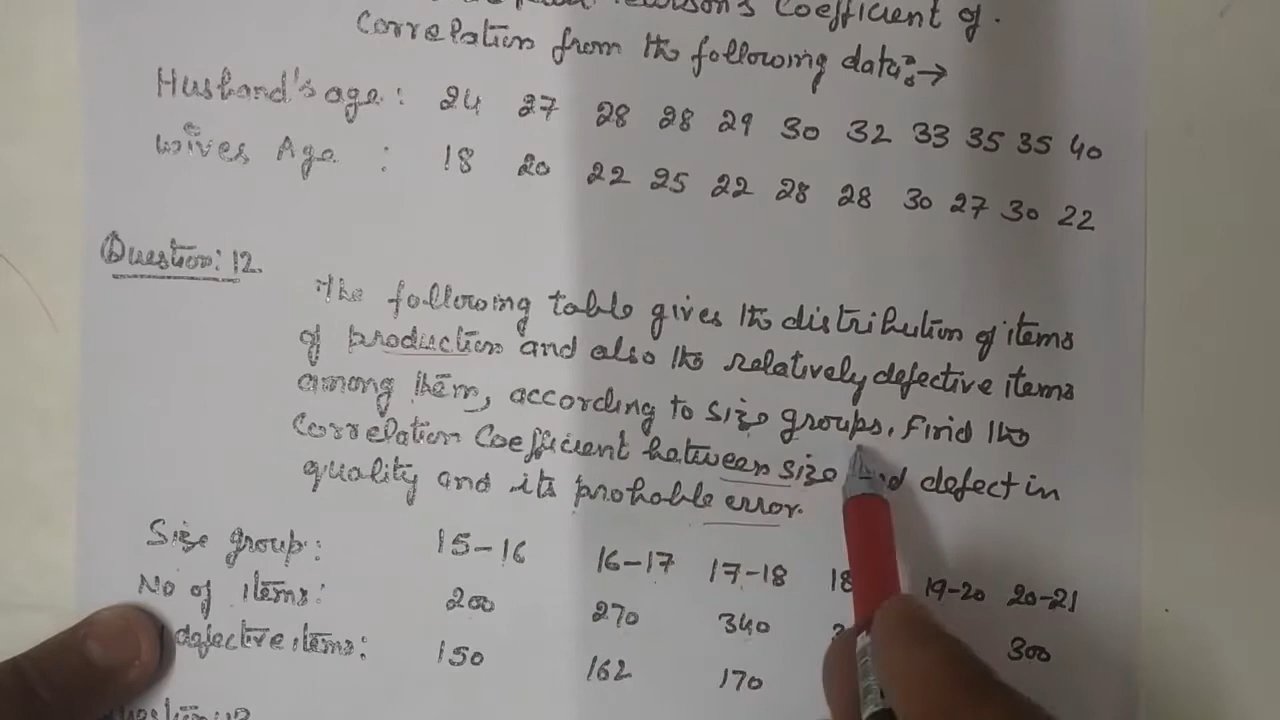 Coefficient of
Correlation from the following data:→
Husband's age: 24 27 28 28 29 30 32 33 35 35 40
Wives Age : 18 20 22 25 22 28 28 30 27 30 22
Question: 12.
The following table gives the distribution of items
of production and also the relatively defective items
among them, according to size groups. Find the
Correlation Coefficient between size and defect in
quality and its probable error.
Size group: 15-16 16-17 17-18 18 19-20 20-21
No of items: 200 270 340 300
defective items: 150 162 170